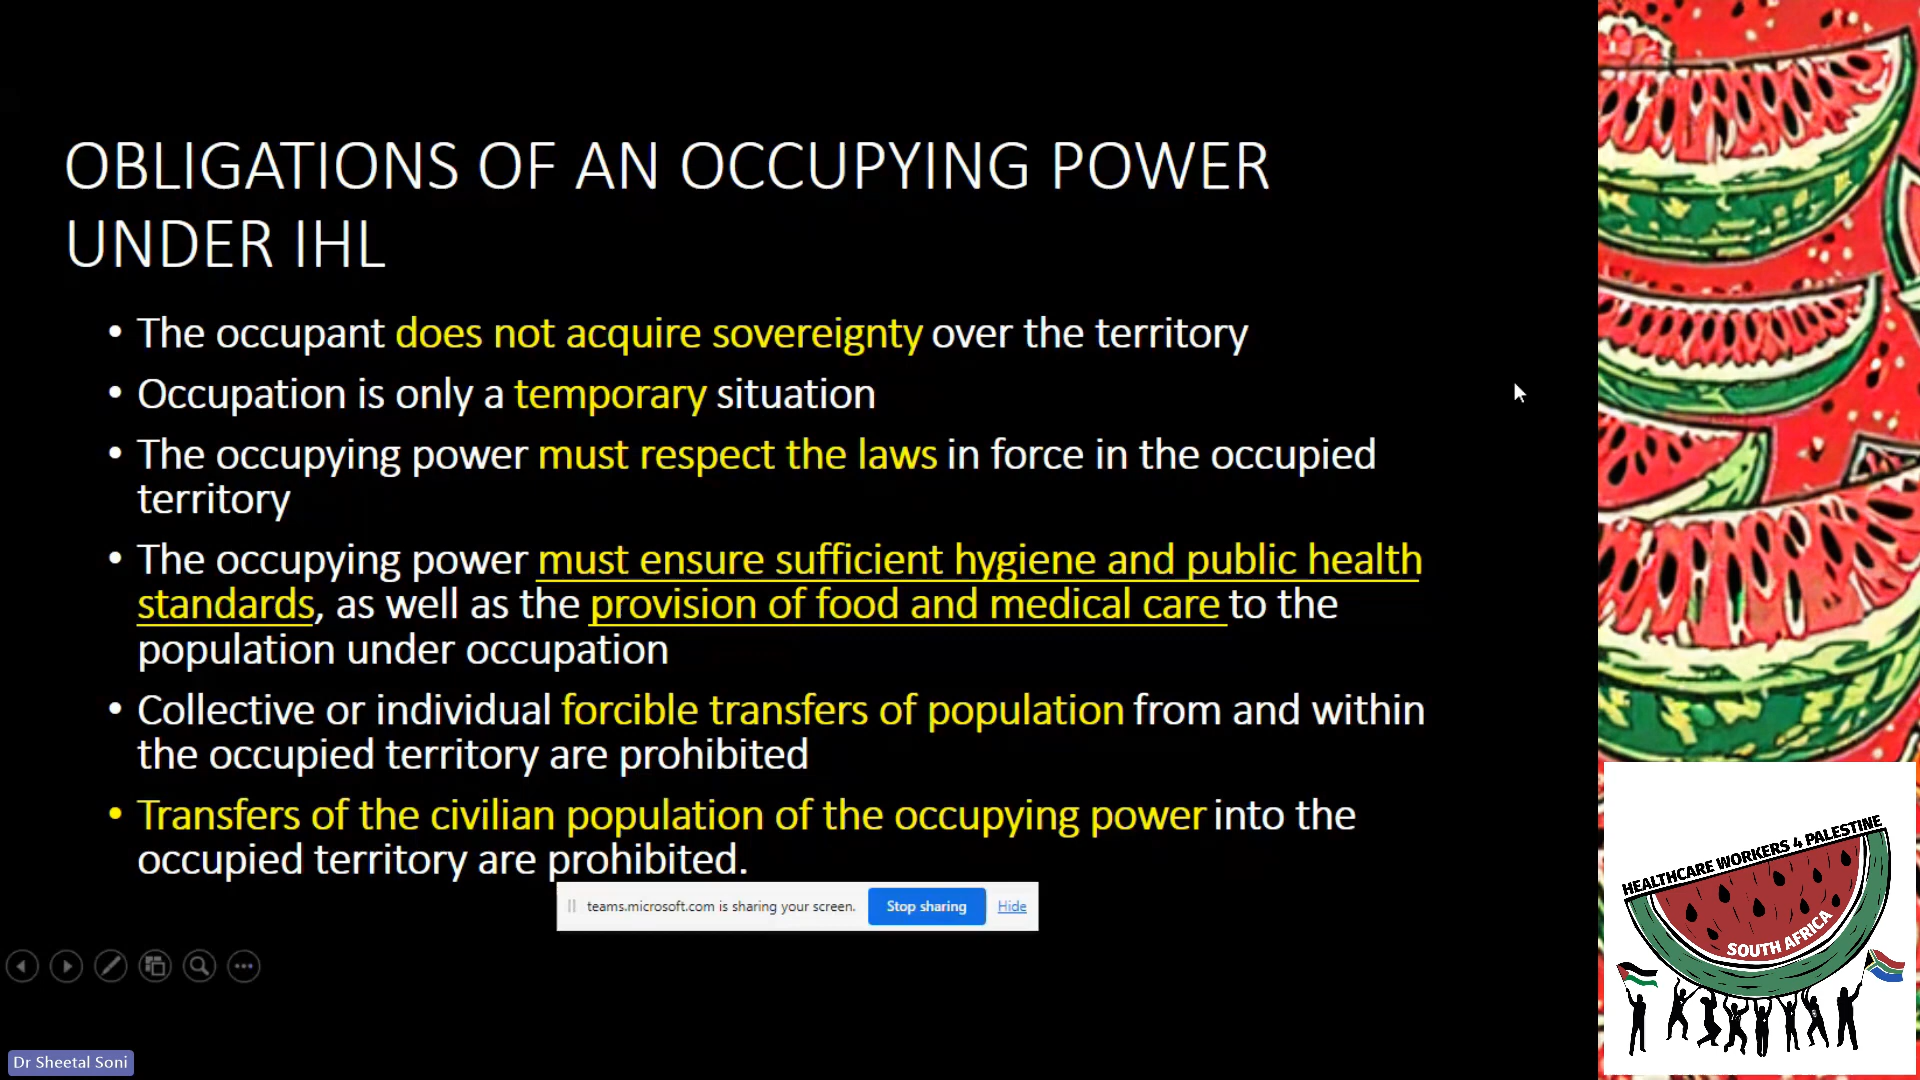 OBLIGATIONS OF AN OCCUPYING POWER
UNDER IHL
• The occupant does not acquire sovereignty over the territory
• Occupation is only a temporary situation
• The occupying power must respect the laws in force in the occupied
territory
• The occupying power must ensure sufficient hygiene and public health
standards, as well as the provision of food and medical care to the
population under occupation
• Collective or individual forcible transfers of population from and within
the occupied territory are prohibited
• Transfers of the civilian population of the occupying power into the
occupied territory are prohibited.
teams.microsoft.com is sharing your screen. Stop sharing Hide
HEALTHCARE WORKERS 4 PALESTINE
SOUTH AFRICA
Dr Sheetal Soni